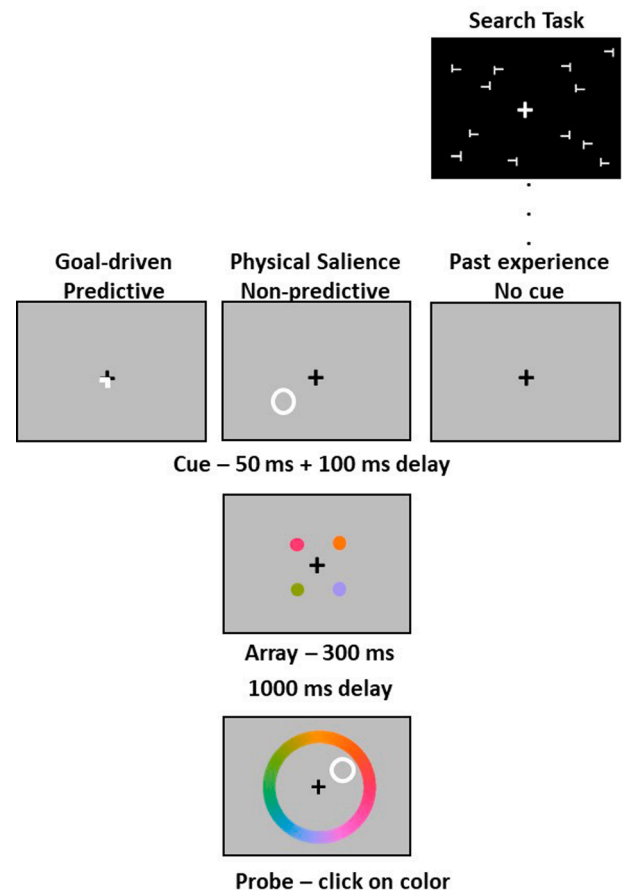 Search Task
Goal-driven
Predictive
Physical Salience
Non-predictive
Past experience
No cue
Cue – 50 ms + 100 ms delay
Array – 300 ms
1000 ms delay
Probe – click on color